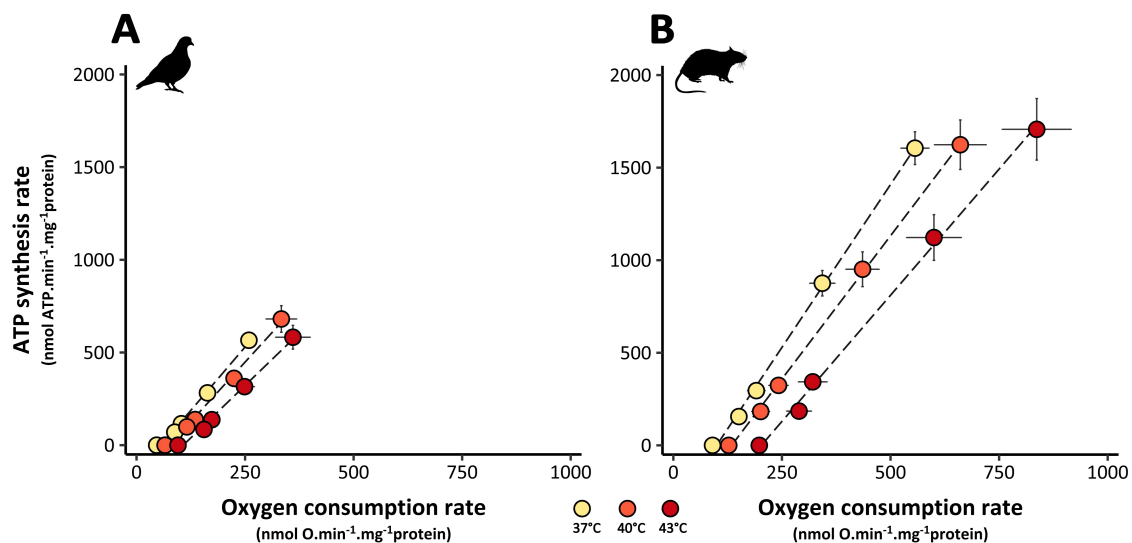 A
B
2000
1500
1000
500
0
ATP synthesis rate
(nmol ATP.min⁻¹.mg⁻¹protein)
0 250 500 750 1000
Oxygen consumption rate
(nmol O.min⁻¹.mg⁻¹protein)
2000
1500
1000
500
0
0 250 500 750 1000
Oxygen consumption rate
(nmol O.min⁻¹.mg⁻¹protein)
37°C 40°C 43°C